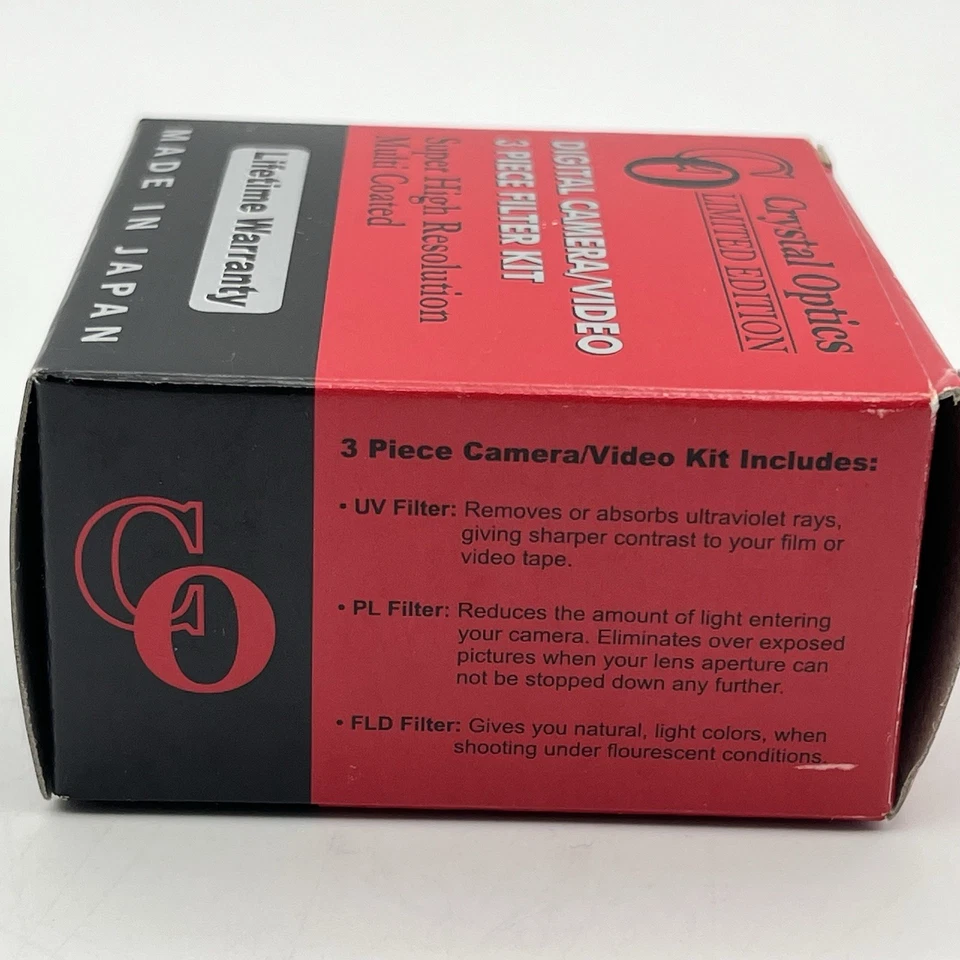 CO
Crystal Optics
LIMITED EDITION
DIGITAL CAMERA/VIDEO
3 PIECE FILTER KIT
Super High Resolution
Multi Coated
Lifetime Warranty
MADE IN JAPAN
CO
3 Piece Camera/Video Kit Includes:
• UV Filter: Removes or absorbs ultraviolet rays,
giving sharper contrast to your film or
video tape.
• PL Filter: Reduces the amount of light entering
your camera. Eliminates over exposed
pictures when your lens aperture can
not be stopped down any further.
• FLD Filter: Gives you natural, light colors, when
shooting under flourescent conditions.